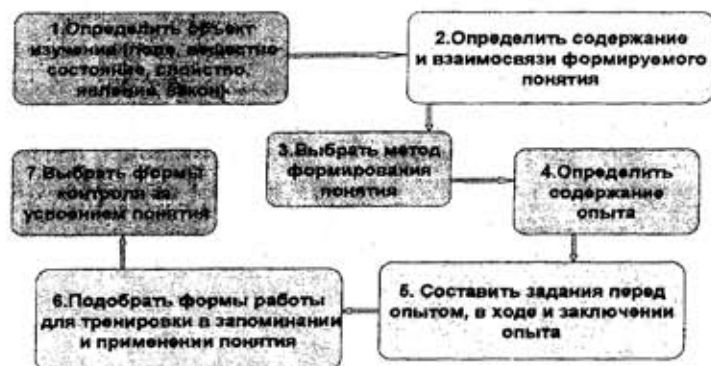 1.Определить объект
изучения (поле, вещество
состояние, свойство,
явление, закон)
2.Определить содержание
и взаимосвязи формируемого
понятия
3.Выбрать метод
формирования
понятия
4.Определить
содержание
опыта
5. Составить задания перед
опытом, в ходе и заключении
опыта
6.Подобрать формы работы
для тренировки в запоминании
и применении понятия
7.Выбрать формы
контроля за
усвоением понятия